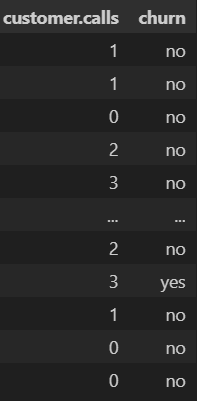 customer.calls churn
1 no
1 no
0 no
2 no
3 no
... ...
2 no
3 yes
1 no
0 no
0 no